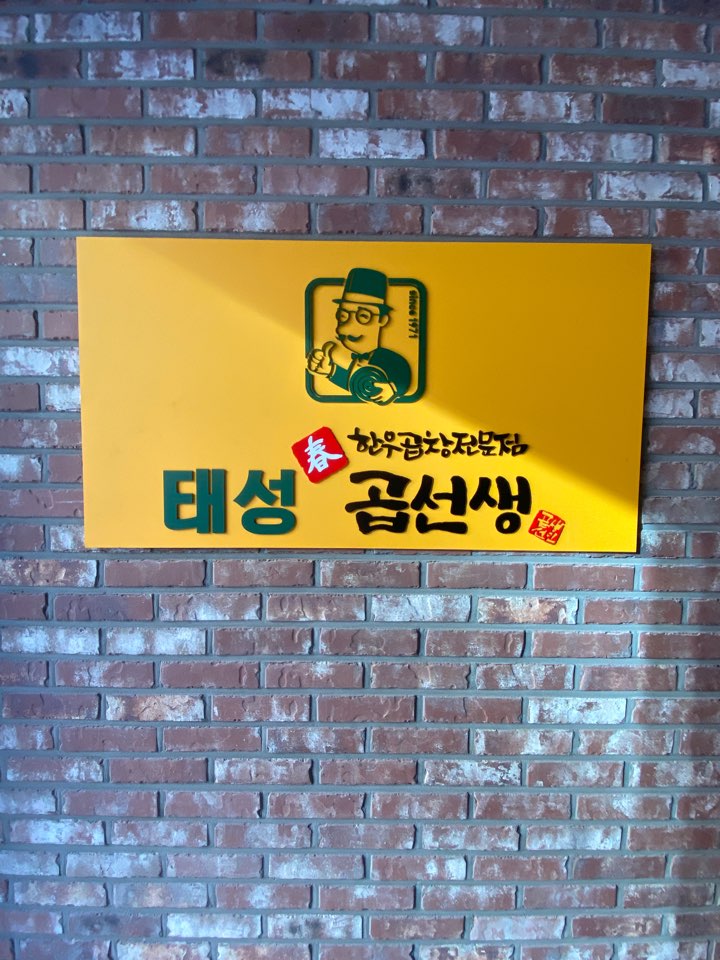 since 1971
春 한우곱창전문점
태성 곱선생